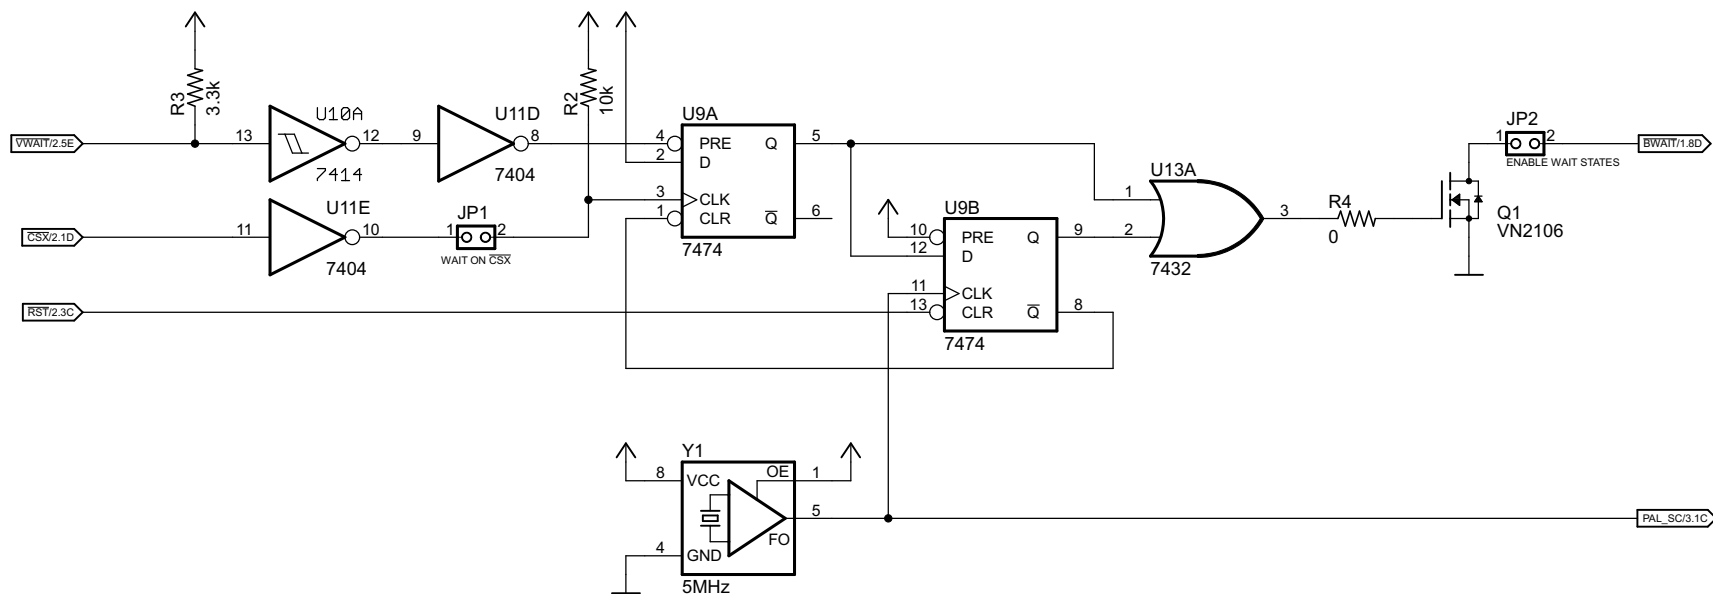 R3
3.3k
VWAIT/2.5E
13
U10A
12
7414
9
U11D
8
7404
R2
10k
U9A
4
PRE
Q
5
2
D
3
CLK
1
CLR
Q
6
7474
CSX/2.1D
11
U11E
10
7404
JP1
1
2
WAIT ON CSX
RST/2.3C
U9B
10
PRE
Q
9
12
D
11
CLK
13
CLR
Q
8
7474
U13A
1
2
3
7432
R4
0
Q1
VN2106
JP2
1
2
ENABLE WAIT STATES
BWAIT/1.8D
Y1
8
VCC
OE
1
5
FO
4
GND
5MHz
PAL_SC/3.1C